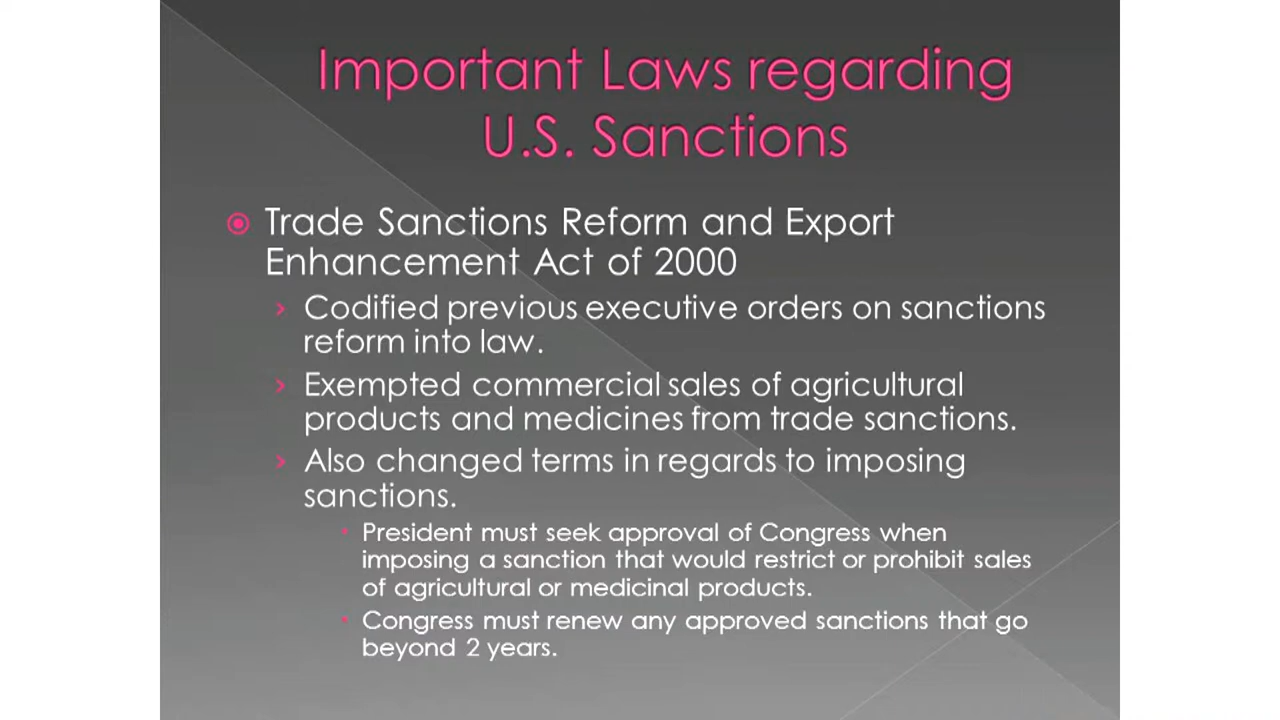 Important Laws regarding
U.S. Sanctions
Trade Sanctions Reform and Export
Enhancement Act of 2000
Codified previous executive orders on sanctions
reform into law.
Exempted commercial sales of agricultural
products and medicines from trade sanctions.
Also changed terms in regards to imposing
sanctions.
President must seek approval of Congress when
imposing a sanction that would restrict or prohibit sales
of agricultural or medicinal products.
Congress must renew any approved sanctions that go
beyond 2 years.